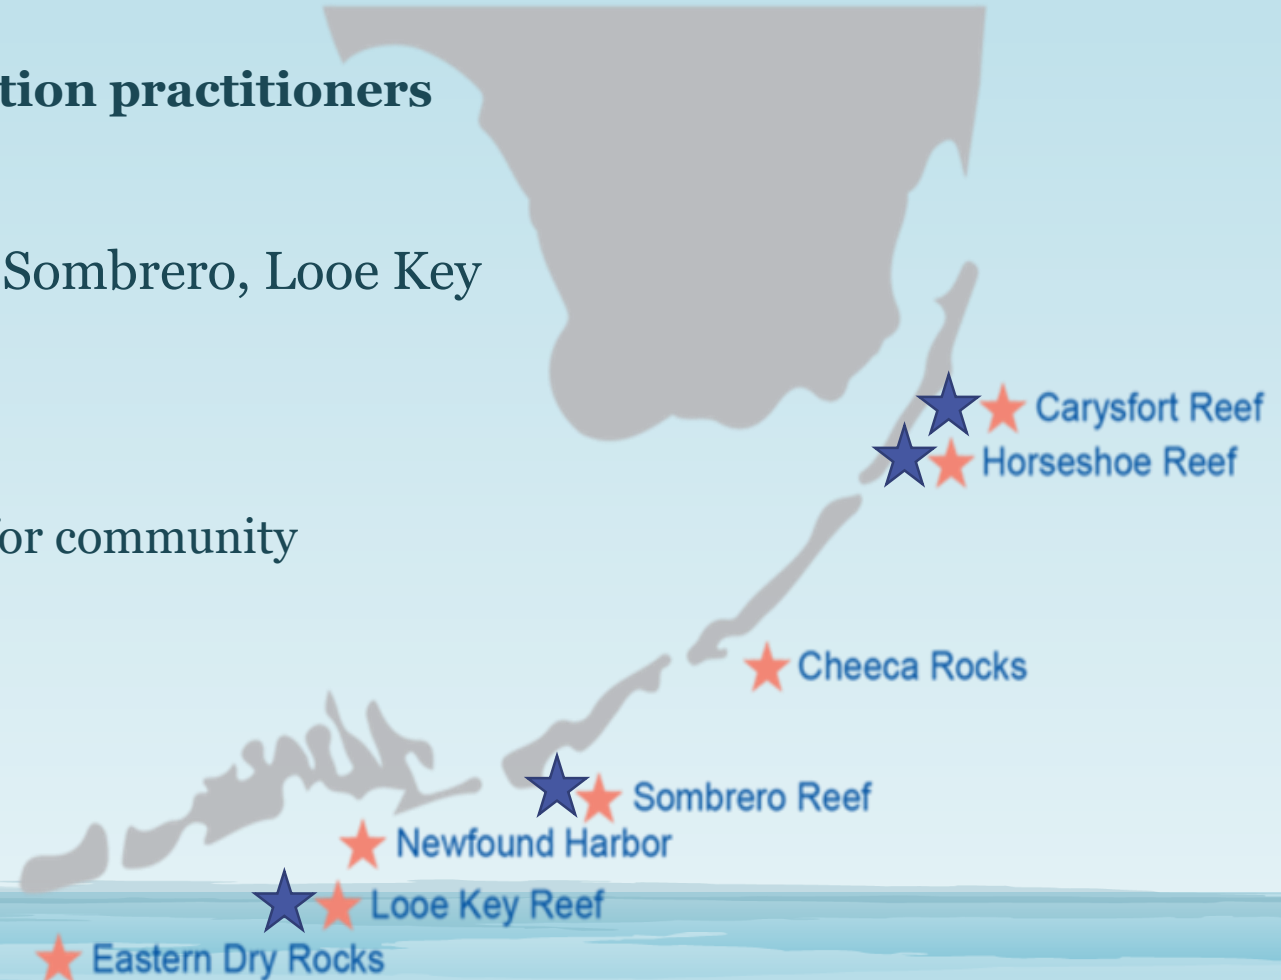 tion practitioners
Sombrero, Looe Key
Carysfort Reef
Horseshoe Reef
or community
Cheeca Rocks
Sombrero Reef
Newfound Harbor
Looe Key Reef
Eastern Dry Rocks